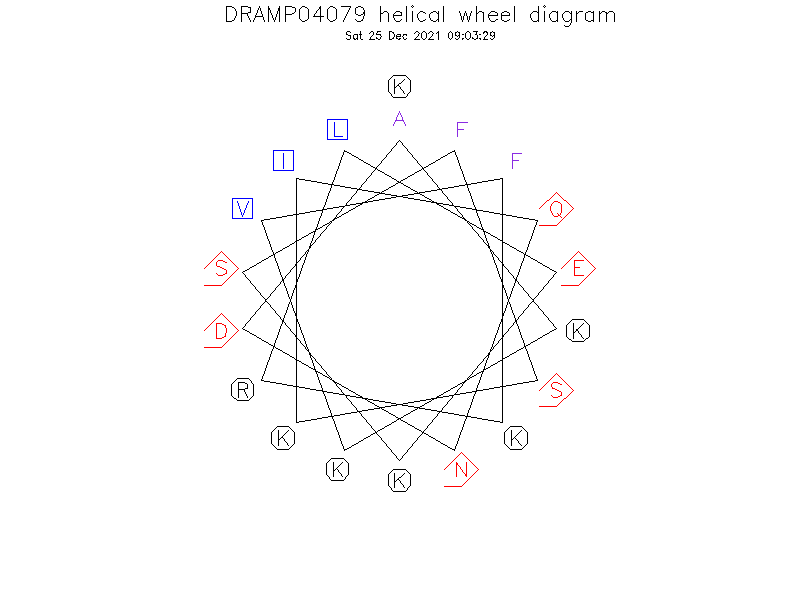 DRAMP04079 helical wheel diagram
Sat 25 Dec 2021 09:03:29
K
L A F
I F
V Q
S E
D K
R S
K K
K K N